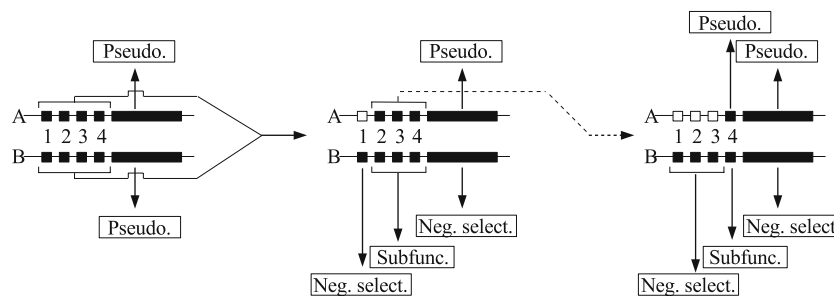 Pseudo.
Pseudo. Pseudo. Pseudo.
A A A
1 2 3 4 1 2 3 4 1 2 3 4
B B B
Pseudo. Neg. select. Neg. select.
Subfunc. Subfunc.
Neg. select. Neg. select.